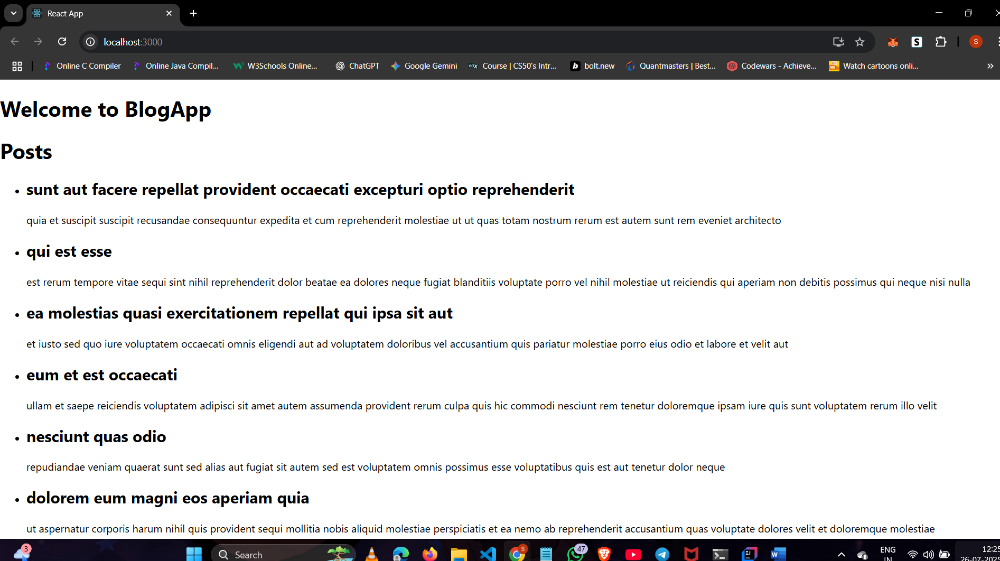 React App
localhost:3000
S
Online C Compiler
Online Java Compil...
W3Schools Online...
ChatGPT
Google Gemini
edx Course | CS50's Intr...
b bolt.new
Quantmasters | Best...
Codewars - Achieve...
Watch cartoons onli...
Welcome to BlogApp
Posts
sunt aut facere repellat provident occaecati excepturi optio reprehenderit
quia et suscipit suscipit recusandae consequuntur expedita et cum reprehenderit molestiae ut ut quas totam nostrum rerum est autem sunt rem eveniet architecto
qui est esse
est rerum tempore vitae sequi sint nihil reprehenderit dolor beatae ea dolores neque fugiat blanditiis voluptate porro vel nihil molestiae ut reiciendis qui aperiam non debitis possimus qui neque nisi nulla
ea molestias quasi exercitationem repellat qui ipsa sit aut
et iusto sed quo iure voluptatem occaecati omnis eligendi aut ad voluptatem doloribus vel accusantium quis pariatur molestiae porro eius odio et labore et velit aut
eum et est occaecati
ullam et saepe reiciendis voluptatem adipisci sit amet autem assumenda provident rerum culpa quis hic commodi nesciunt rem tenetur doloremque ipsam iure quis sunt voluptatem rerum illo velit
nesciunt quas odio
repudiandae veniam quaerat sunt sed alias aut fugiat sit autem sed est voluptatem omnis possimus esse voluptatibus quis est aut tenetur dolor neque
dolorem eum magni eos aperiam quia
ut aspernatur corporis harum nihil quis provident sequi mollitia nobis aliquid molestiae perspiciatis et ea nemo ab reprehenderit accusantium quas voluptate dolores velit et doloremque molestiae
3
Search
S
47
ENG
IN
12:25
26-07-202